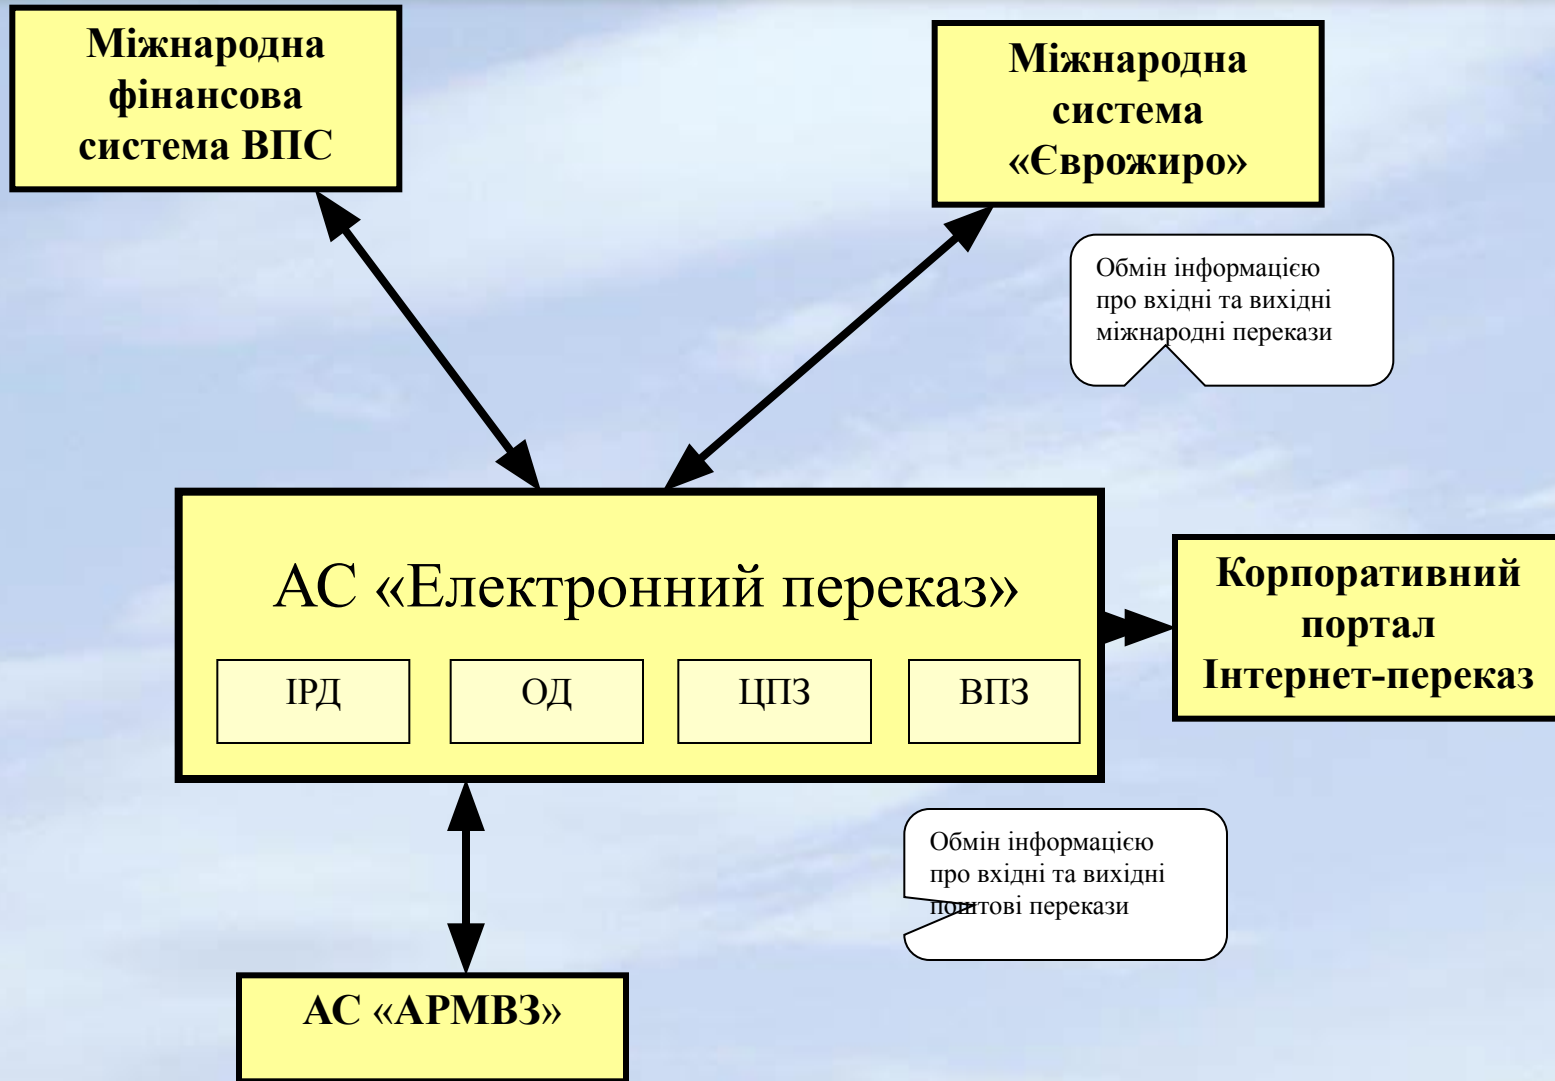 Міжнародна
фінансова
система ВПС
Міжнародна
система
«Єврожиро»
Обмін інформацією
про вхідні та вихідні
міжнародні перекази
АС «Електронний переказ»
ІРД
ОД
ЦПЗ
ВПЗ
Корпоративний
портал
Інтернет-переказ
Обмін інформацією
про вхідні та вихідні
поштові перекази
АС «АРМВЗ»